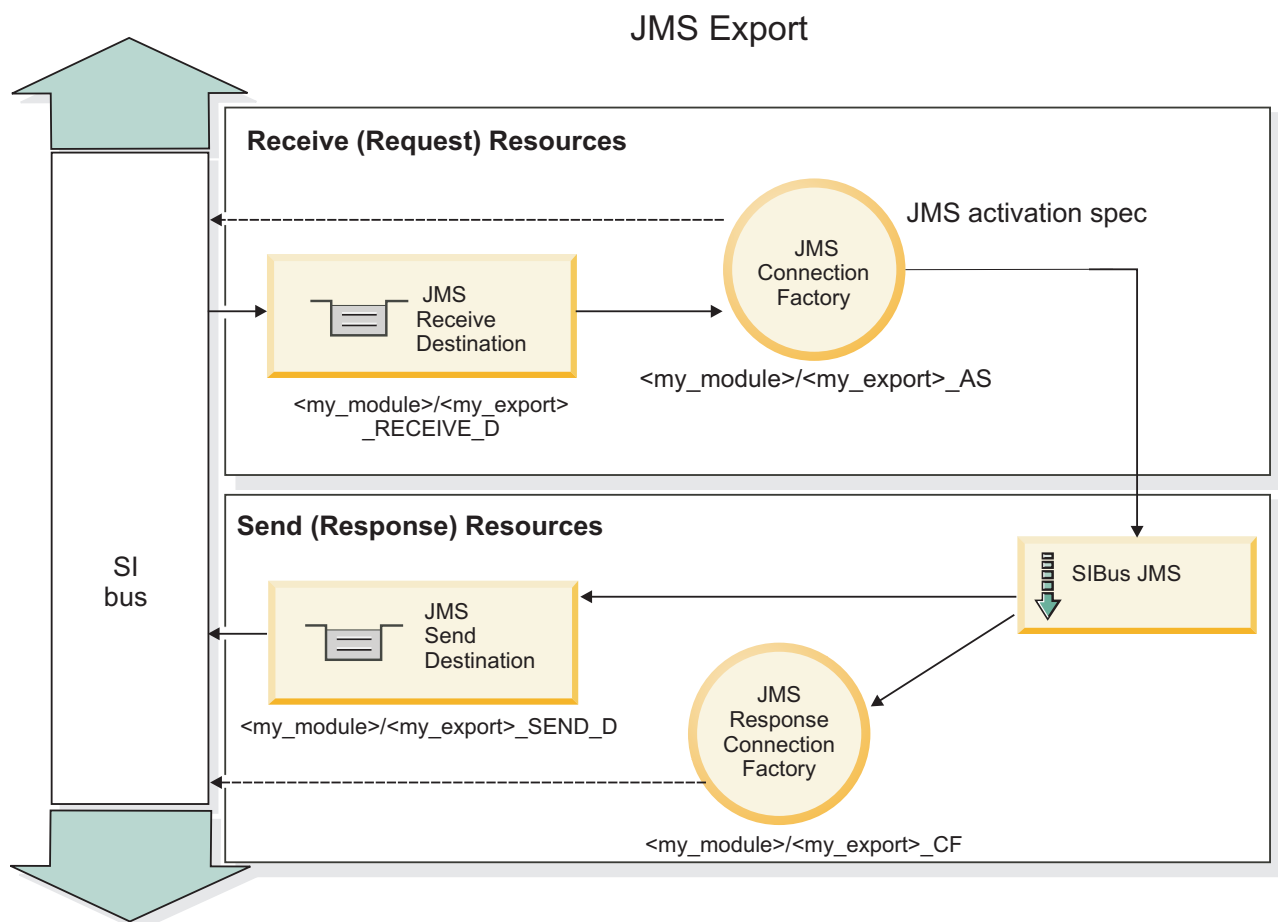 JMS Export
Receive (Request) Resources
JMS activation spec
JMS
Connection
Factory
JMS
Receive
Destination
<my_module>/<my_export>_AS
<my_module>/<my_export>
_RECEIVE_D
SI
bus
Send (Response) Resources
SIBus JMS
JMS
Send
Destination
<my_module>/<my_export>_SEND_D
JMS
Response
Connection
Factory
<my_module>/<my_export>_CF